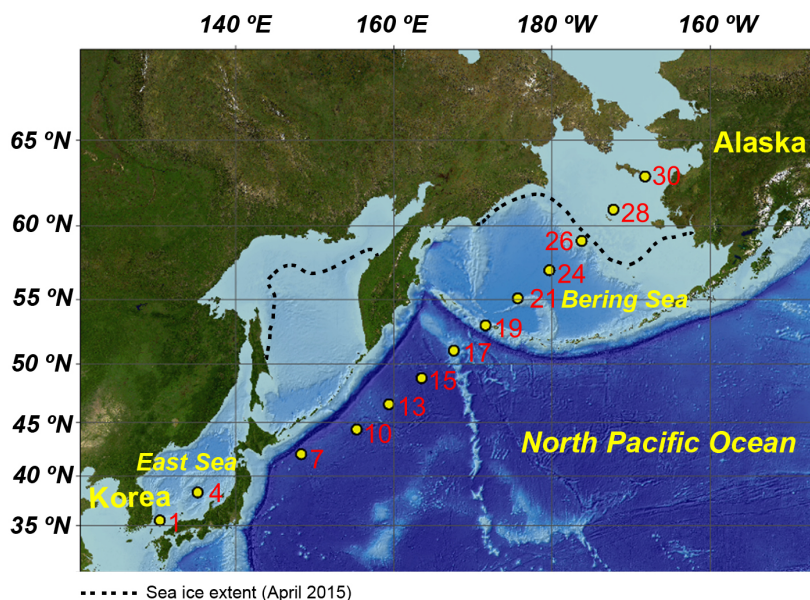 140 ºE 160 ºE 180 ºW 160 ºW
65 ºN
Alaska
30
28
60 ºN
26
24
55 ºN
21 Bering Sea
19
50 ºN
17
15
13
45 ºN
10
North Pacific Ocean
7
East Sea
40 ºN
4
Korea
1
35 ºN
Sea ice extent (April 2015)